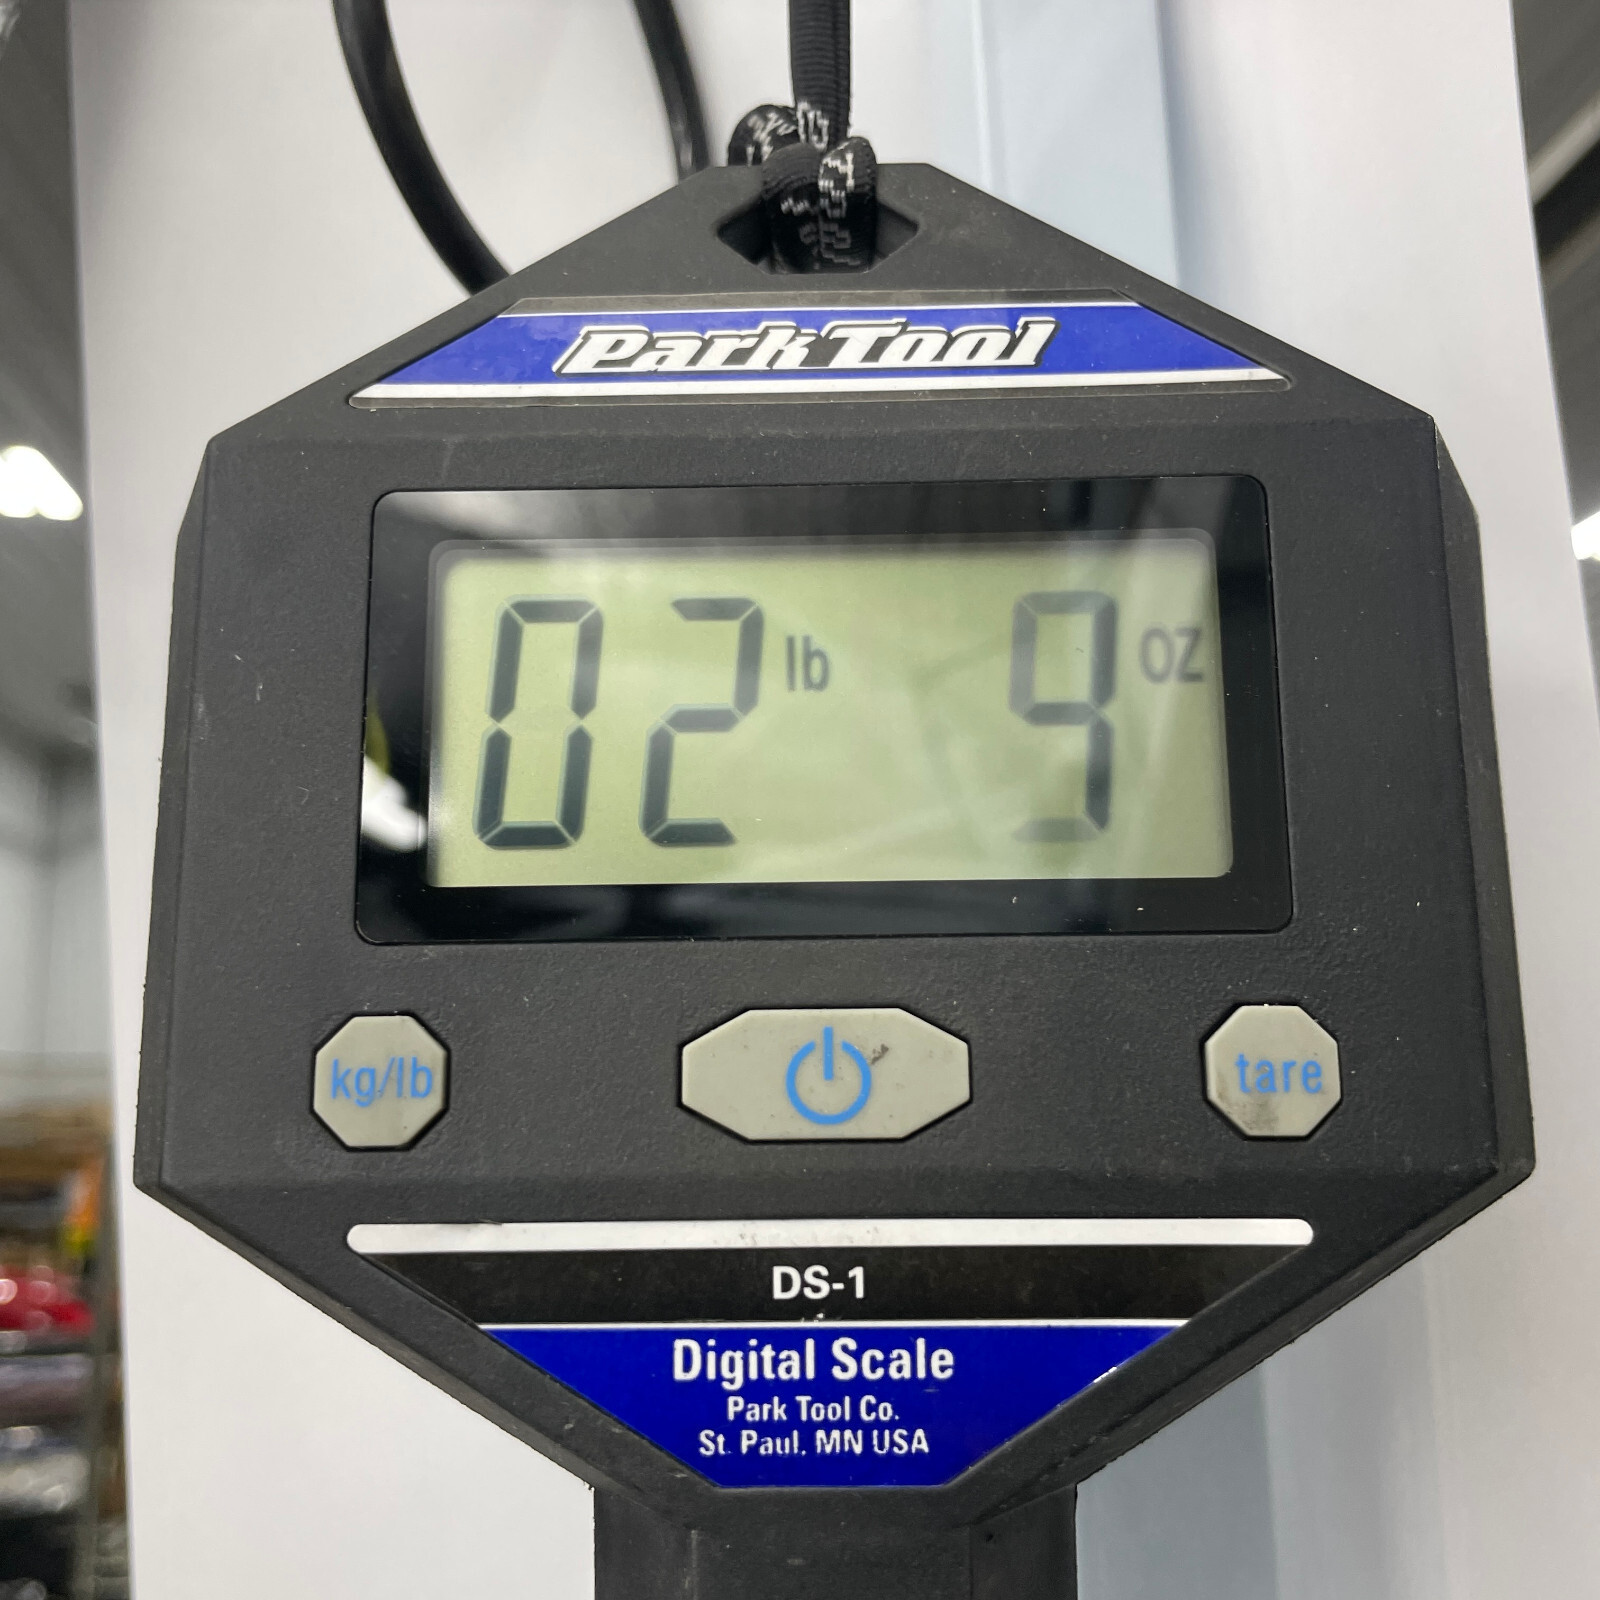 Park Tool
02 lb 9 oz
kg/lb tare
DS-1
Digital Scale
Park Tool Co.
St. Paul, MN USA